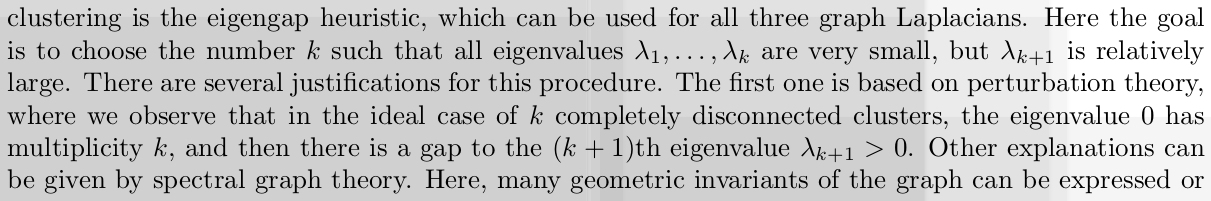 clustering is the eigengap heuristic, which can be used for all three graph Laplacians. Here the goal
is to choose the number k such that all eigenvalues λ₁, . . . , λₖ are very small, but λₖ₊₁ is relatively
large. There are several justifications for this procedure. The first one is based on perturbation theory,
where we observe that in the ideal case of k completely disconnected clusters, the eigenvalue 0 has
multiplicity k, and then there is a gap to the (k + 1)th eigenvalue λₖ₊₁ > 0. Other explanations can
be given by spectral graph theory. Here, many geometric invariants of the graph can be expressed or